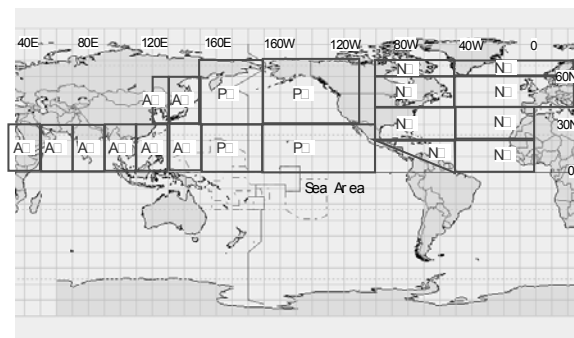 40E 80E 120E 160E 160W 120W 80W 40W 0
N□ N□
60N
A□ A□ P□ P□ N□ N□
N□ N□
30N
A□ A□ A□ A□ A□ A□ P□ P□ N□ N□
0
Sea Area